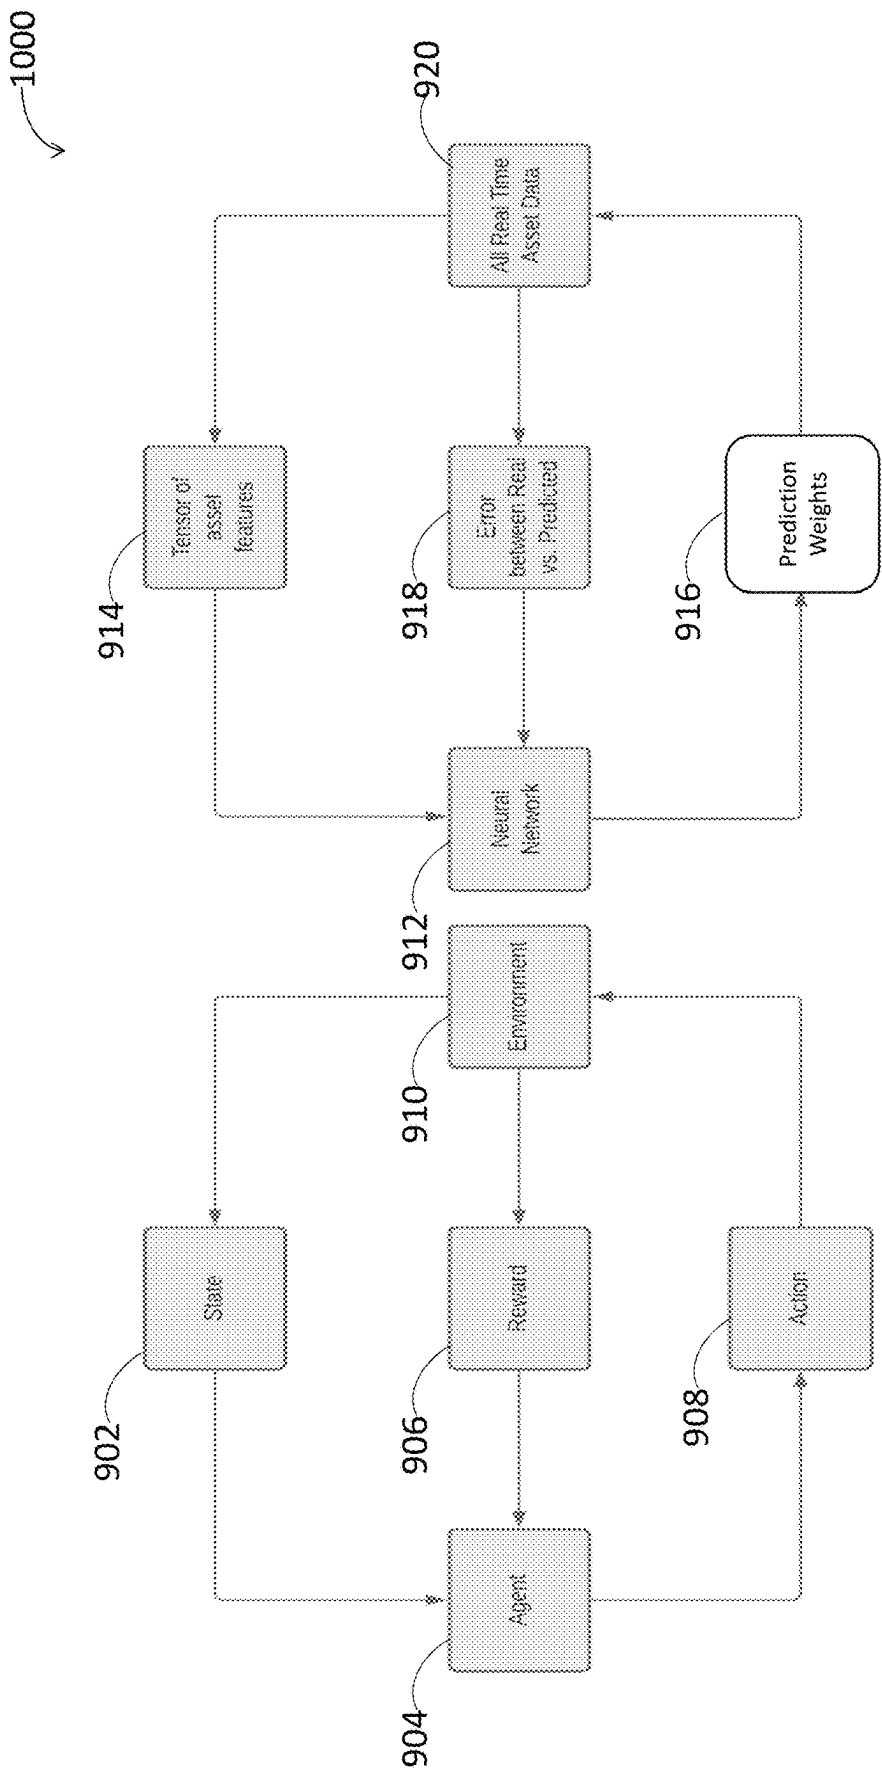 1000
902
State
904
Agent
906
Reward
908
Action
910
Environment
912
Neural
Network
914
Tensor of
asset
features
918
Error
between Real
vs. Predicted
916
Prediction
Weights
920
All Real Time
Asset Data